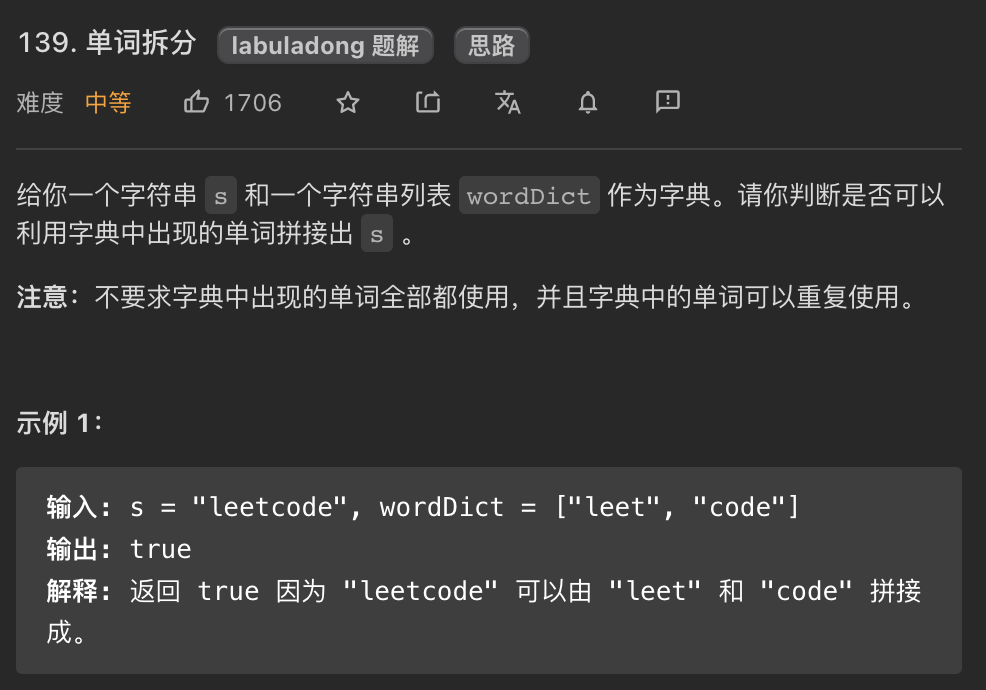 139. 单词拆分 labuladong 题解 思路
难度 中等 1706
给你一个字符串 s 和一个字符串列表 wordDict 作为字典。请你判断是否可以
利用字典中出现的单词拼接出 s 。
注意：不要求字典中出现的单词全部都使用，并且字典中的单词可以重复使用。
示例 1：
输入: s = "leetcode", wordDict = ["leet", "code"]
输出: true
解释: 返回 true 因为 "leetcode" 可以由 "leet" 和 "code" 拼接
成。